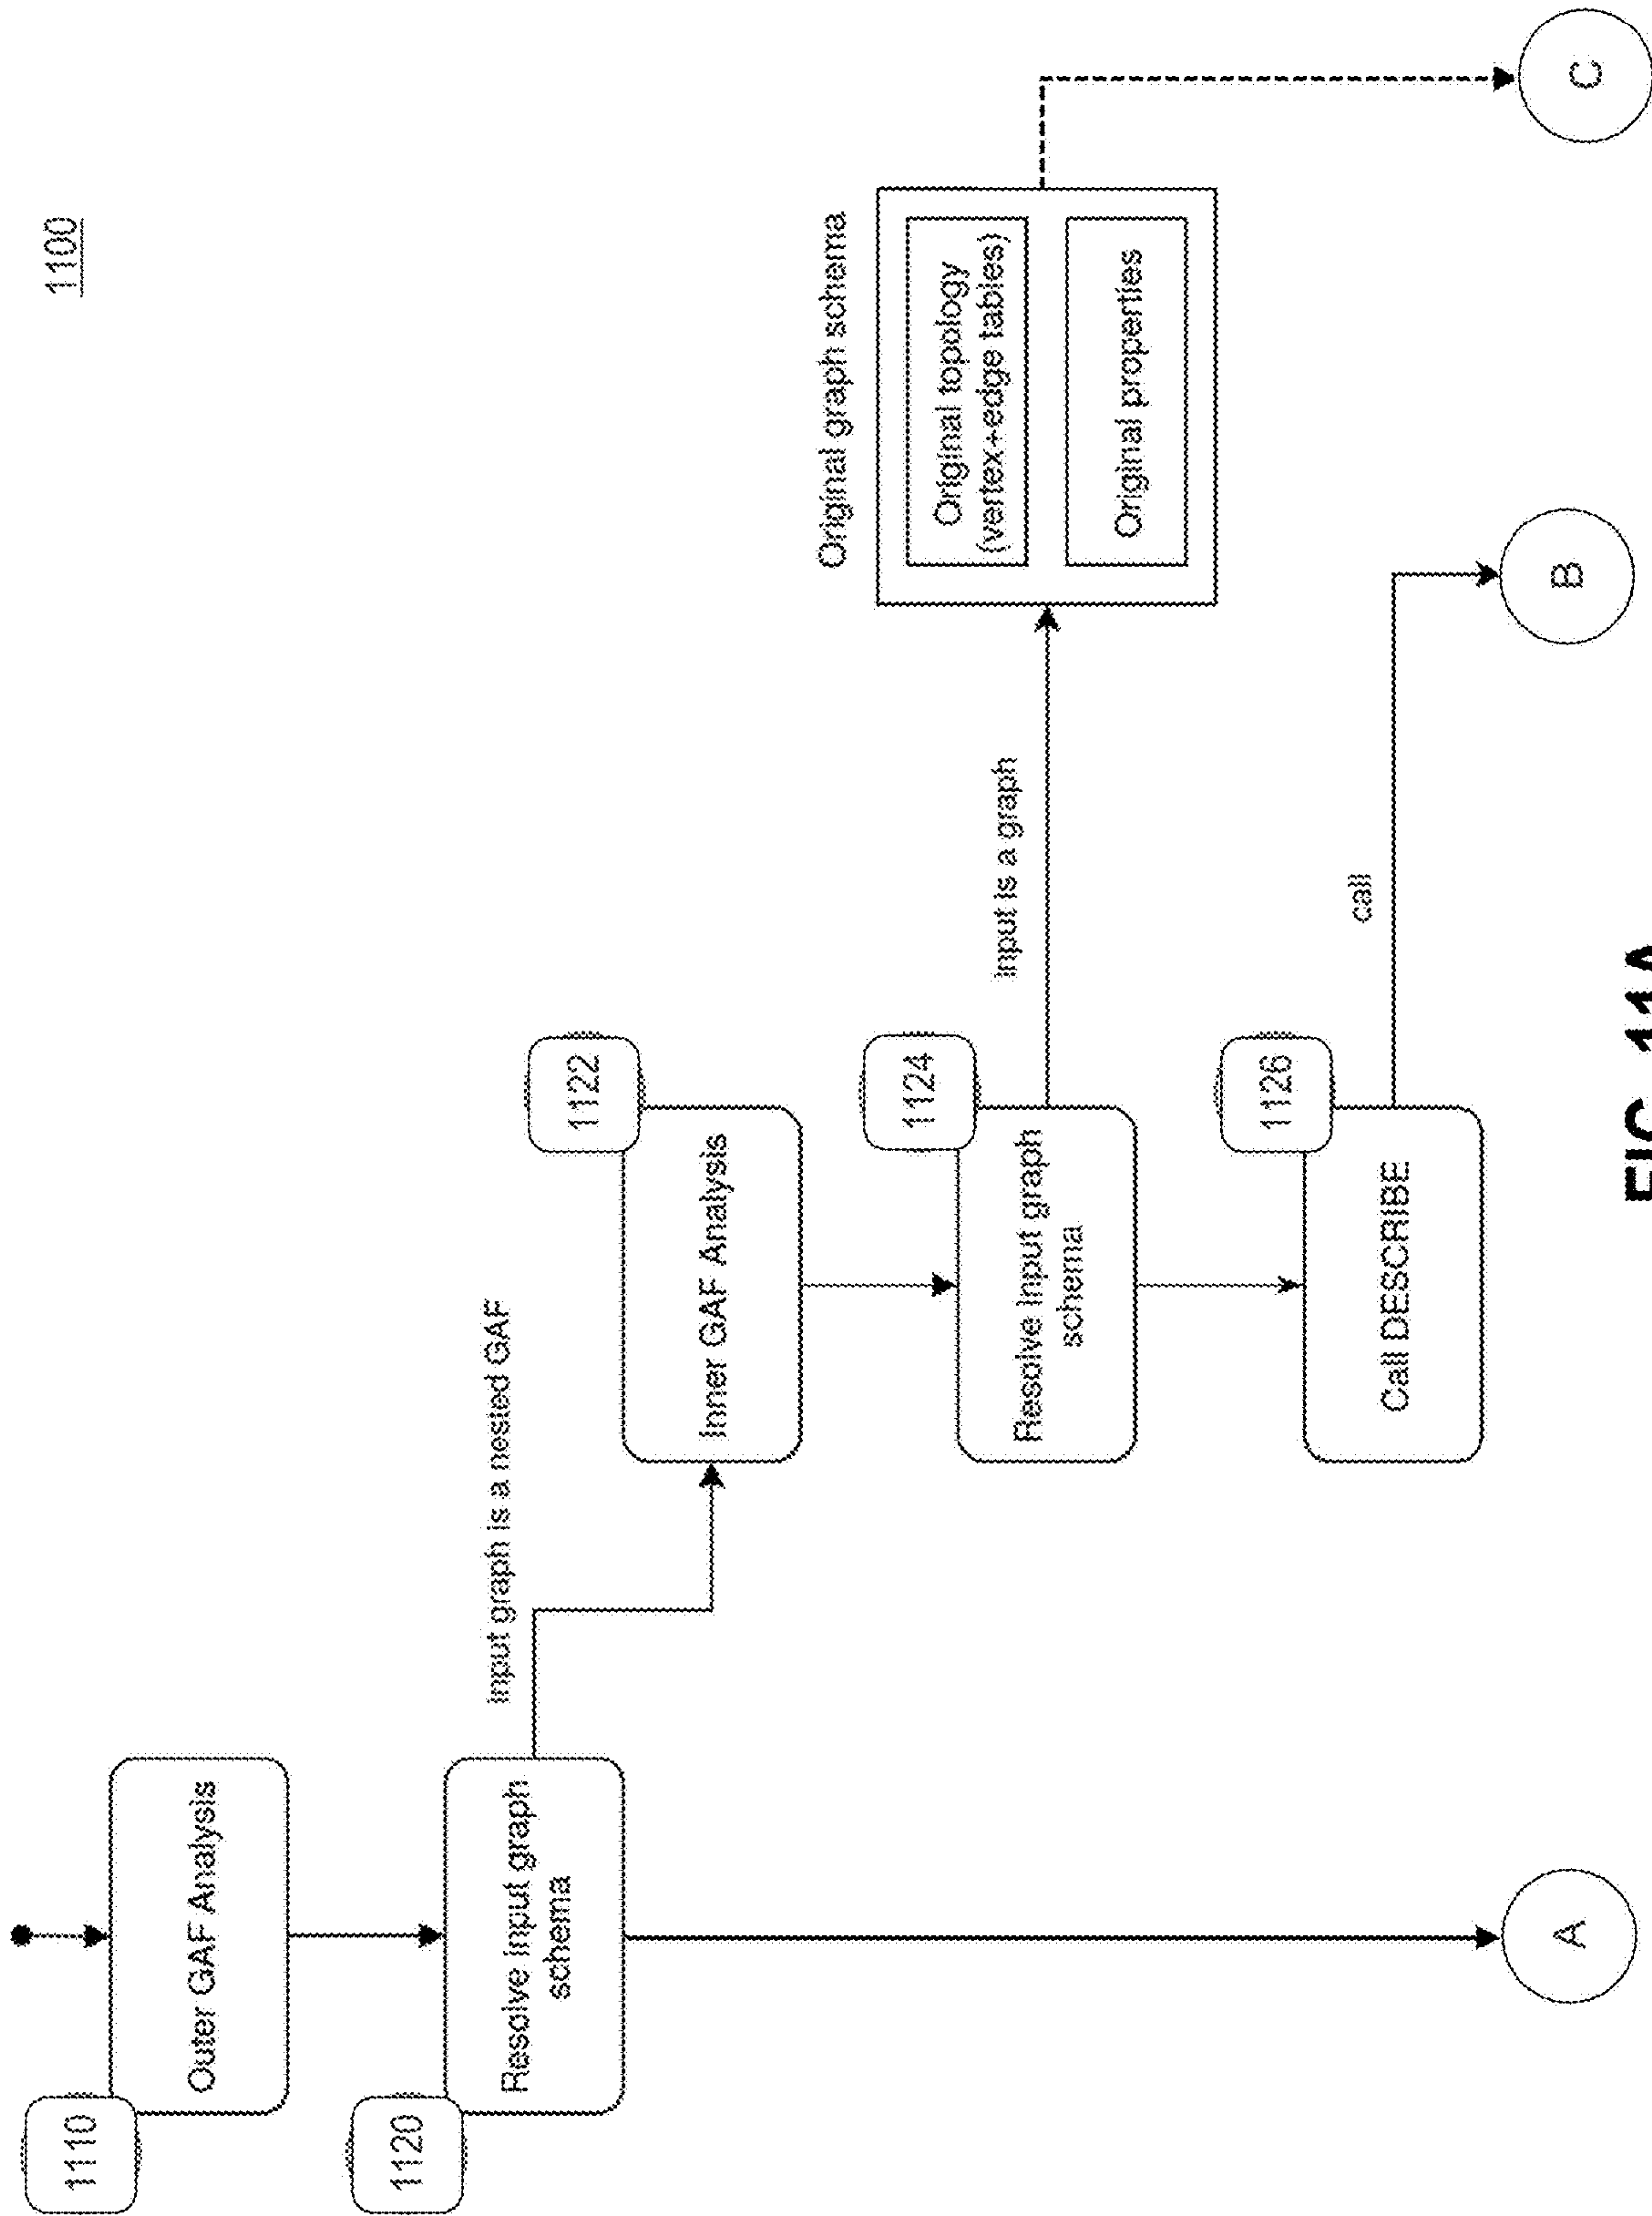 1100
1110
Outer GAF Analysis
1120
Resolve input graph
schema
input graph is a nested GAF
1122
Inner GAF Analysis
1124
Resolve input graph
schema
input is a graph
Original graph schema
Original topology
(vertex+edge tables)
Original properties
1126
Call DESCRIBE
call
A
B
C
FIG. 11A